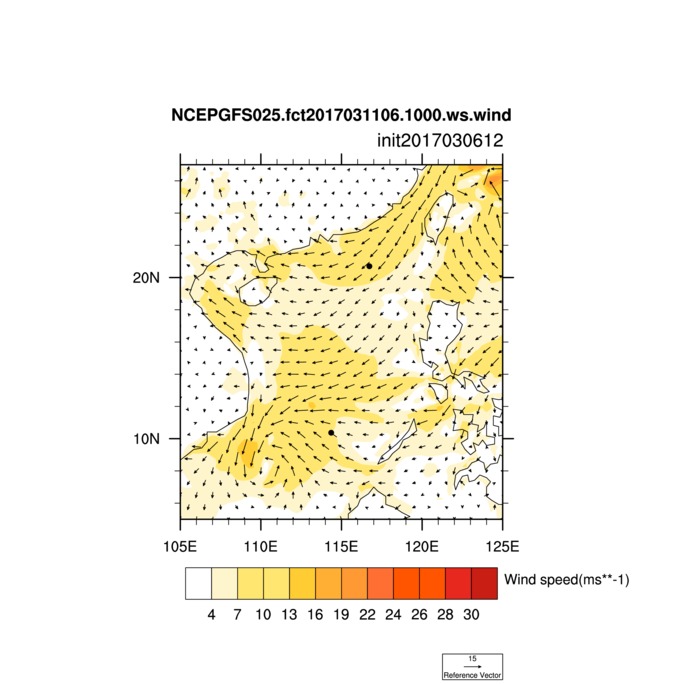 NCEPGFS025.fct2017031106.1000.ws.wind
init2017030612
20N
10N
105E 110E 115E 120E 125E
Wind speed(ms**-1)
4 7 10 13 16 19 22 24 26 28 30
15
Reference Vector